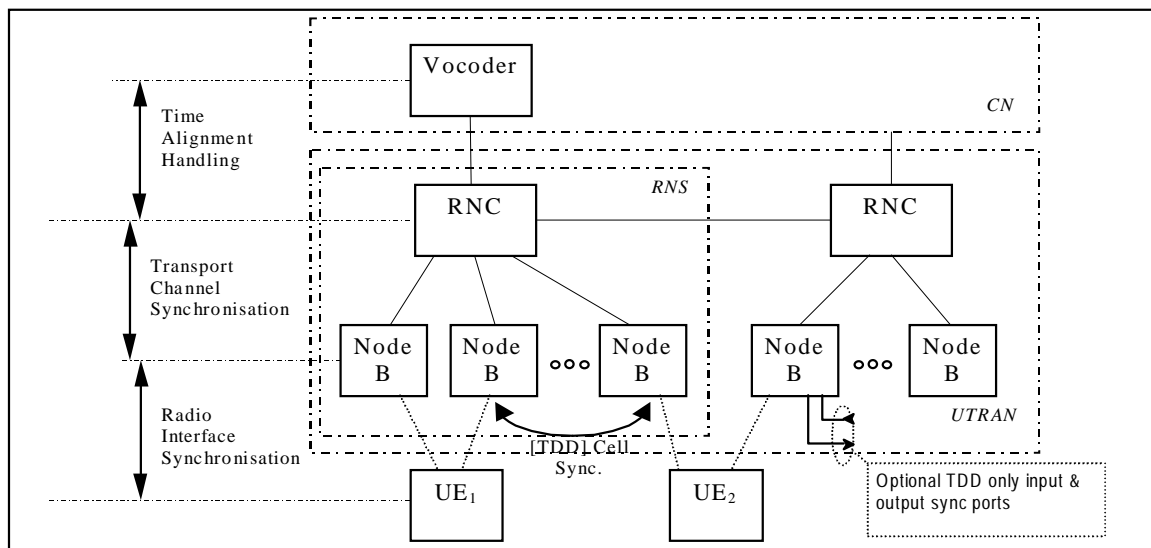 Vocoder
CN
Time
Alignment
Handling
RNS
RNC
RNC
Transport
Channel
Synchronisation
Node
B
Node
B
Node
B
Node
B
Node
B
UTRAN
Radio
Interface
Synchronisation
[TDD] Cell
Sync.
UE1
UE2
Optional TDD only input &
output sync ports